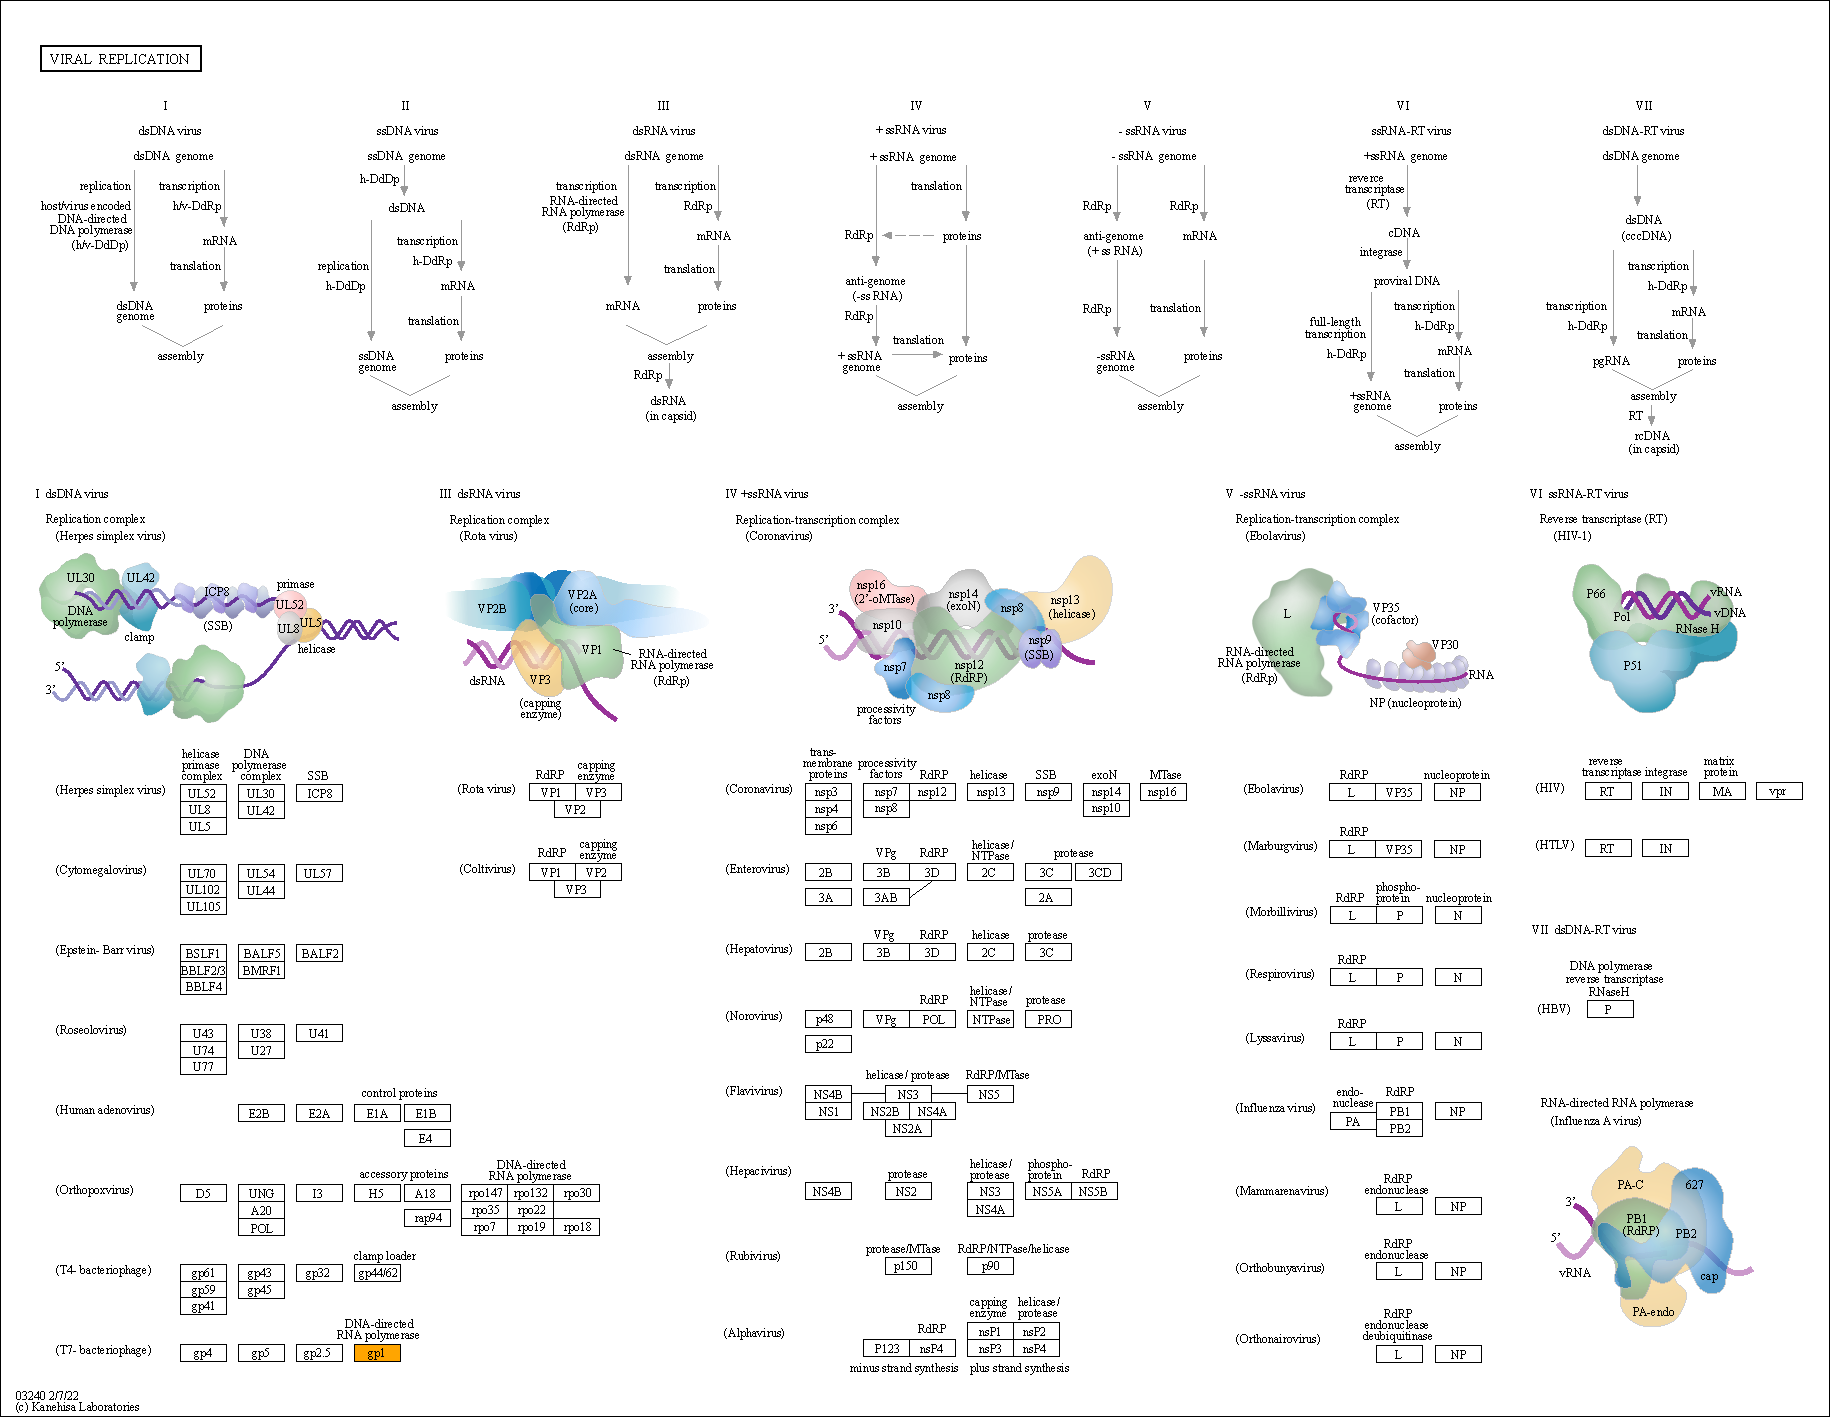 VIRAL REPLICATION
I
dsDNA virus
dsDNA genome
replication
transcription
host/virus encoded
DNA-directed
DNA polymerase
(h/v-DdDp)
h/v-DdRp
mRNA
translation
dsDNA
genome
proteins
assembly
II
ssDNA virus
ssDNA genome
h-DdDp
dsDNA
transcription
h-DdRp
replication
h-DdDp
mRNA
translation
ssDNA
genome
proteins
assembly
III
dsRNA virus
dsRNA genome
transcription
RNA-directed
RNA polymerase
(RdRp)
transcription
RdRp
mRNA
translation
mRNA
proteins
assembly
RdRp
dsRNA
(in capsid)
IV
+ ssRNA virus
+ ssRNA genome
translation
RdRp
proteins
anti-genome
(-ss RNA)
RdRp
translation
+ ssRNA
genome
proteins
assembly
V
- ssRNA virus
- ssRNA genome
RdRp
RdRp
anti-genome
(+ ss RNA)
mRNA
RdRp
translation
-ssRNA
genome
proteins
assembly
VI
ssRNA-RT virus
+ssRNA genome
reverce
transcriptase
(RT)
cDNA
integrase
proviral DNA
transcription
full-length
transcription
h-DdRp
h-DdRp
mRNA
translation
+ssRNA
genome
proteins
assembly
VII
dsDNA-RT virus
dsDNA genome
dsDNA
(cccDNA)
transcription
h-DdRp
transcription
h-DdRp
mRNA
translation
pgRNA
proteins
assembly
RT
rcDNA
(in capsid)
I dsDNA virus
Replication complex
(Herpes simplex virus)
UL30
UL42
ICP8
primase
UL52
DNA
polymerase
(SSB)
UL8
UL5
clamp
helicase
5’
3’
III dsRNA virus
Replication complex
(Rota virus)
VP2B
VP2A
(core)
VP1
RNA-directed
RNA polymerase
(RdRp)
dsRNA
VP3
(capping
enzyme)
IV +ssRNA virus
Replication-transcription complex
(Coronavirus)
nsp16
(2’-oMTase)
nsp14
(exoN)
nsp8
nsp13
(helicase)
3’
nsp10
5’
nsp9
(SSB)
nsp7
nsp12
(RdRP)
nsp8
processivity
factors
V -ssRNA virus
Replication-transcription complex
(Ebolavirus)
L
VP35
(cofactor)
VP30
RNA-directed
RNA polymerase
(RdRp)
RNA
NP (nucleoprotein)
VI ssRNA-RT virus
Reverse transcriptase (RT)
(HIV-1)
P66
vRNA
Pol
vDNA
RNase H
P51
helicase
primase
complex
DNA
polymerase
complex
SSB
(Herpes simplex virus)
UL52 UL30 ICP8
UL8 UL42
UL5
(Cytomegalovirus)
UL70 UL54 UL57
UL102 UL44
UL105
(Epstein- Barr virus)
BSLF1 BALF5 BALF2
BBLF2/3 BMRF1
BBLF4
(Roseolovirus)
U43 U38 U41
U74 U27
U77
control proteins
(Human adenovirus)
E2B E2A E1A E1B
E4
accessory proteins
DNA-directed
RNA polymerase
(Orthopoxvirus)
D5 UNG I3 H5 A18 rpo147 rpo132 rpo30
A20 rap94 rpo35 rpo22
POL rpo7 rpo19 rpo18
clamp loader
(T4- bacteriophage)
gp61 gp43 gp32 gp44/62
gp59 gp45
gp41
DNA-directed
RNA polymerase
(T7- bacteriophage)
gp4 gp5 gp2.5 gp1
RdRP
capping
enzyme
(Rota virus)
VP1 VP3
VP2
RdRP
capping
enzyme
(Coltivirus)
VP1 VP2
VP3
trans-
membrane
proteins
processivity
factors
RdRP helicase SSB exoN MTase
(Coronavirus)
nsp3 nsp7 nsp12 nsp13 nsp9 nsp14 nsp16
nsp4 nsp8 nsp10
nsp6
VPg RdRP
helicase/
NTPase
protease
(Enterovirus)
2B 3B 3D 2C 3C 3CD
3A 3AB 2A
VPg RdRP helicase protease
(Hepatovirus)
2B 3B 3D 2C 3C
RdRP
helicase/
NTPase
protease
(Norovirus)
p48 VPg POL NTPase PRO
p22
helicase/ protease RdRP/MTase
(Flavivirus)
NS4B NS3 NS5
NS1 NS2B NS4A
NS2A
protease
helicase/
protease
phospho-
protein
RdRP
(Hepacivirus)
NS4B NS2 NS3 NS5A NS5B
NS4A
protease/MTase RdRP/NTPase/helicase
(Rubivirus)
p150 p90
RdRP
capping
enzyme
helicase/
protease
(Alphavirus)
nsP1 nsP2
P123 nsP4 nsP3 nsP4
minus strand synthesis plus strand synthesis
RdRP nucleoprotein
(Ebolavirus)
L VP35 NP
RdRP
(Marburgvirus)
L VP35 NP
RdRP
phospho-
protein
nucleoprotein
(Morbillivirus)
L P N
RdRP
(Respirovirus)
L P N
RdRP
(Lyssavirus)
L P N
endo-
nuclease
RdRP
(Influenza virus)
PA PB1 NP
PB2
RdRP
endonuclease
(Mammarenavirus)
L NP
RdRP
endonuclease
(Orthobunyavirus)
L NP
RdRP
endonuclease
deubiquitinase
(Orthonairovirus)
L NP
reverse
transcriptase
integrase
matrix
protein
(HIV)
RT IN MA vpr
(HTLV)
RT IN
VII dsDNA-RT virus
DNA polymerase
reverse transcriptase
RNaseH
(HBV)
P
RNA-directed RNA polymerase
(Influenza A virus)
PA-C
627
3’
PB1
(RdRP)
PB2
5’
vRNA
cap
PA-endo
03240 2/7/22
(c) Kanehisa Laboratories